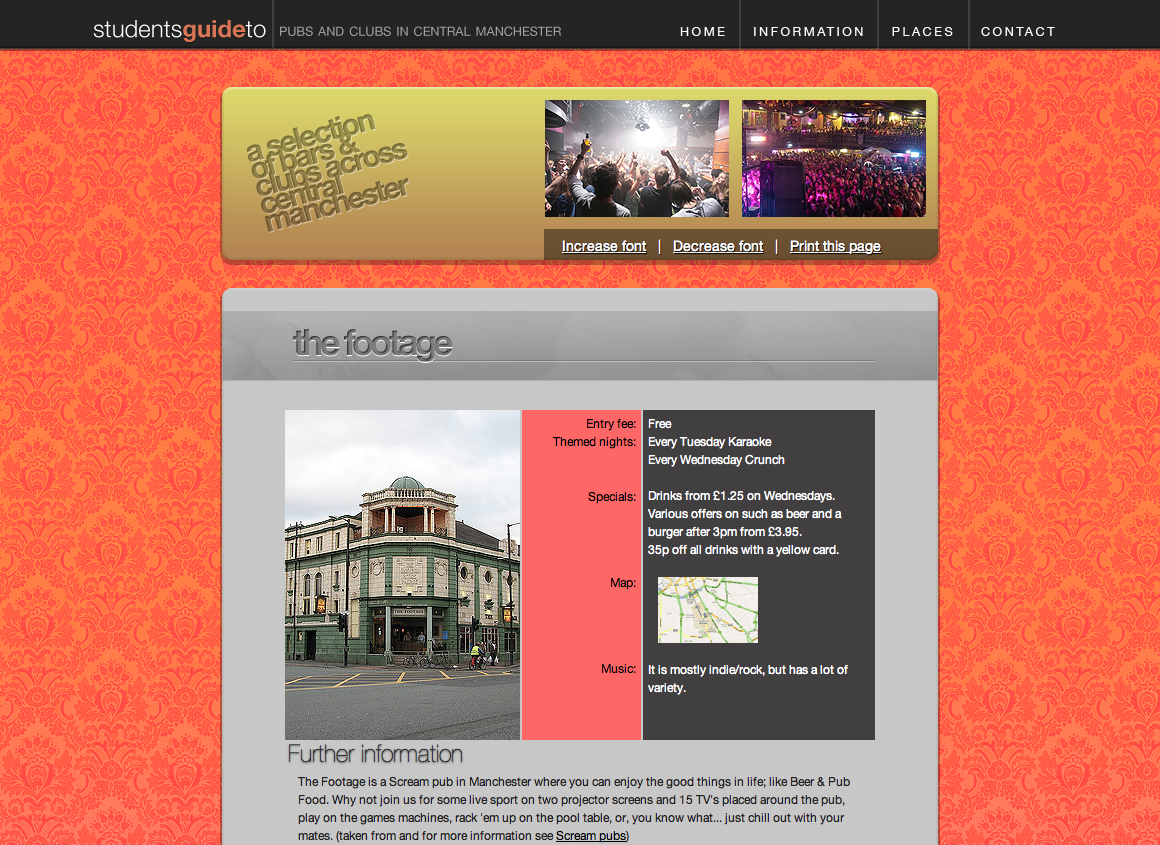 studentsguideto
PUBS AND CLUBS IN CENTRAL MANCHESTER
HOME
INFORMATION
PLACES
CONTACT
a selection
of bars &
clubs across
central
manchester
Increase font | Decrease font | Print this page
the footage
Entry fee: Free
Themed nights: Every Tuesday Karaoke
Every Wednesday Crunch
Specials: Drinks from £1.25 on Wednesdays.
Various offers on such as beer and a
burger after 3pm from £3.95.
35p off all drinks with a yellow card.
Map:
Music: It is mostly indie/rock, but has a lot of
variety.
THE FOOTAGE
Further information
The Footage is a Scream pub in Manchester where you can enjoy the good things in life; like Beer & Pub
Food. Why not join us for some live sport on two projector screens and 15 TV's placed around the pub,
play on the games machines, rack 'em up on the pool table, or, you know what... just chill out with your
mates. (taken from and for more information see Scream pubs)